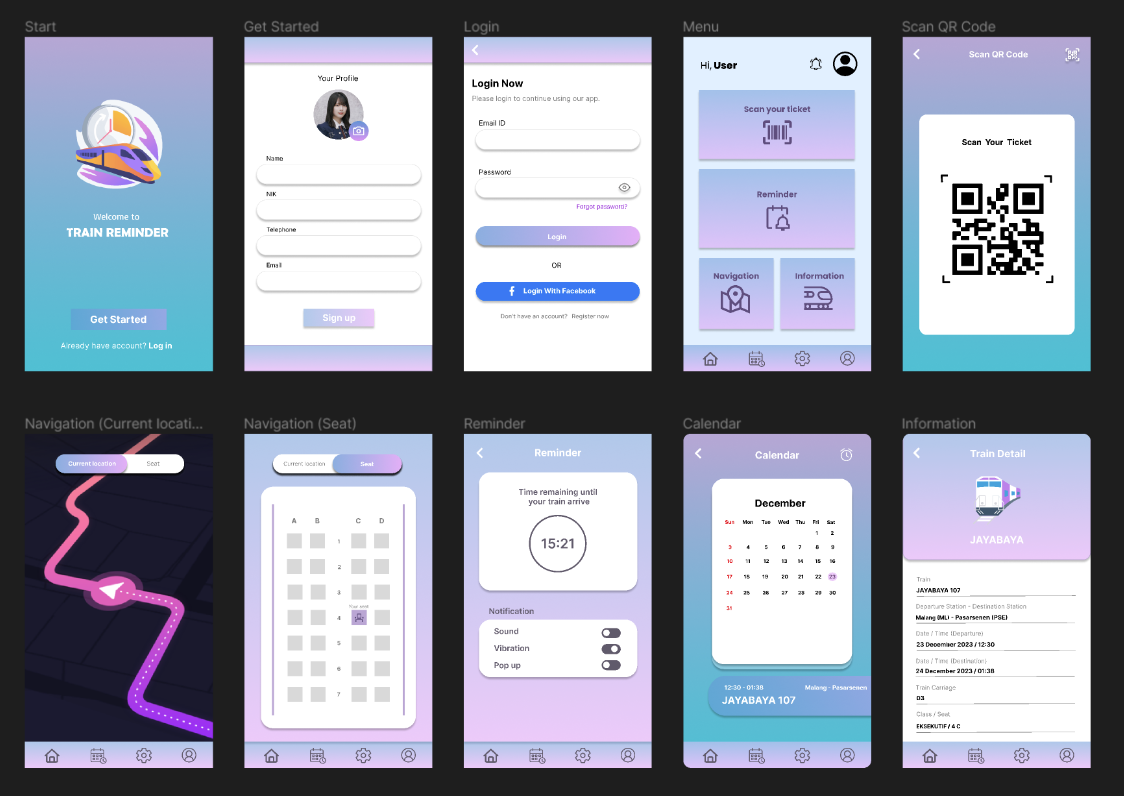 Start
Welcome to
TRAIN REMINDER
Get Started
Already have account? Log in
Get Started
Your Profile
Name
NIK
Telephone
Email
Sign up
Login
Login Now
Please login to continue using our app.
Email ID
Password
Forgot password?
Login
OR
Login With Facebook
Don't have an account? Register now
Menu
Hi, User
Scan your ticket
Reminder
Navigation
Information
Scan QR Code
Scan QR Code
Scan Your Ticket
Navigation (Current locati...
Current location
Seat
Navigation (Seat)
Current location
Seat
A B C D
1
2
3
Your seat
4
5
6
7
Reminder
Reminder
Time remaining until
your train arrive
15:21
Notification
Sound
Vibration
Pop up
Calendar
Calendar
December
Sun Mon Tue Wed Thu Fri Sat
1 2
3 4 5 6 7 8 9
10 11 12 13 14 15 16
17 18 19 20 21 22 23
24 25 26 27 28 29 30
31
12:30 - 01:38 Malang - Pasarsenen
JAYABAYA 107
Information
Train Detail
JAYABAYA
Train
JAYABAYA 107
Departure Station - Destination Station
Malang (ML) - Pasarsenen (PSE)
Date / Time (Departure)
23 December 2023 / 12:30
Date / Time (Destination)
24 December 2023 / 01:38
Train Carriage
03
Class / Seat
EKSEKUTIF / 4 C